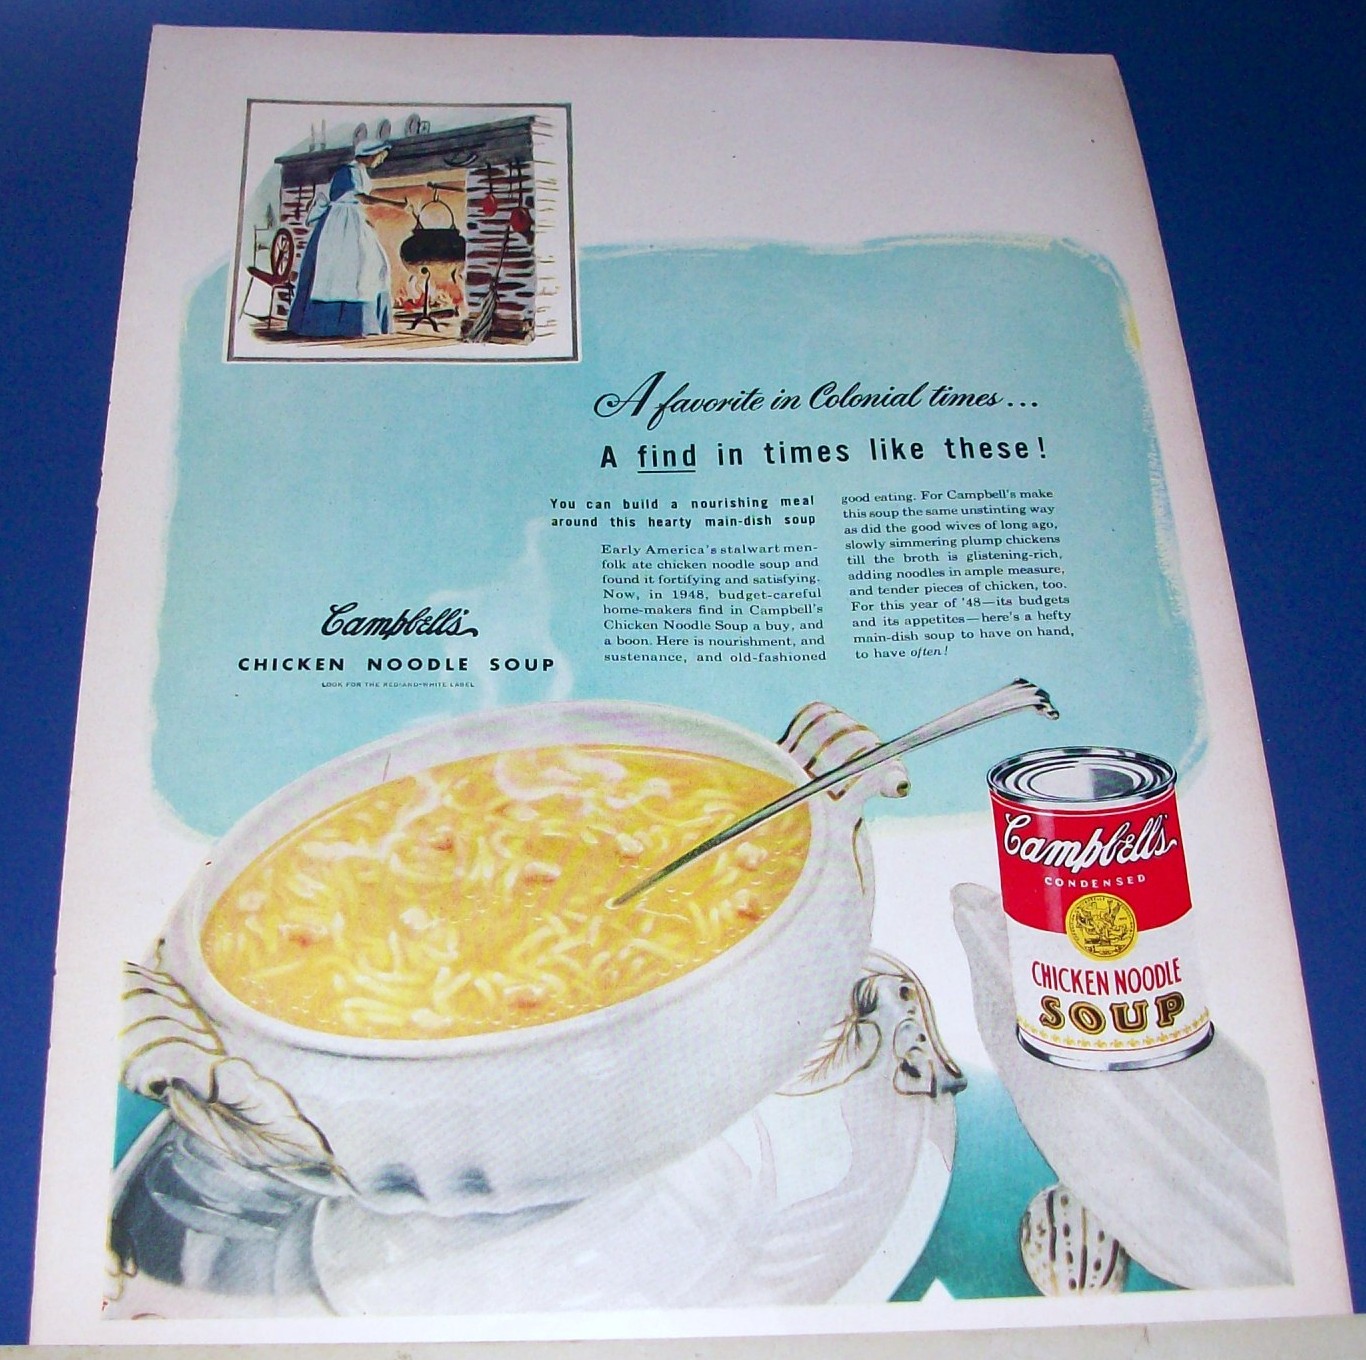 A favorite in Colonial times...
A find in times like these!
You can build a nourishing meal
around this hearty main-dish soup
Early America's stalwart men-
folk ate chicken noodle soup and
found it fortifying and satisfying.
Now, in 1948, budget-careful
home-makers find in Campbell's
Chicken Noodle Soup a buy, and
a boon. Here is nourishment, and
sustenance, and old-fashioned
good eating. For Campbell's make
this soup the same unstinting way
as did the good wives of long ago,
slowly simmering plump chickens
till the broth is glistening-rich,
adding noodles in ample measure,
and tender pieces of chicken, too.
For this year of '48—its budgets
and its appetites—here's a hefty
main-dish soup to have on hand,
to have often!
Campbell's
CHICKEN NOODLE SOUP
LOOK FOR THE RED-AND-WHITE LABEL
Campbell's
CONDENSED
CHICKEN NOODLE
SOUP